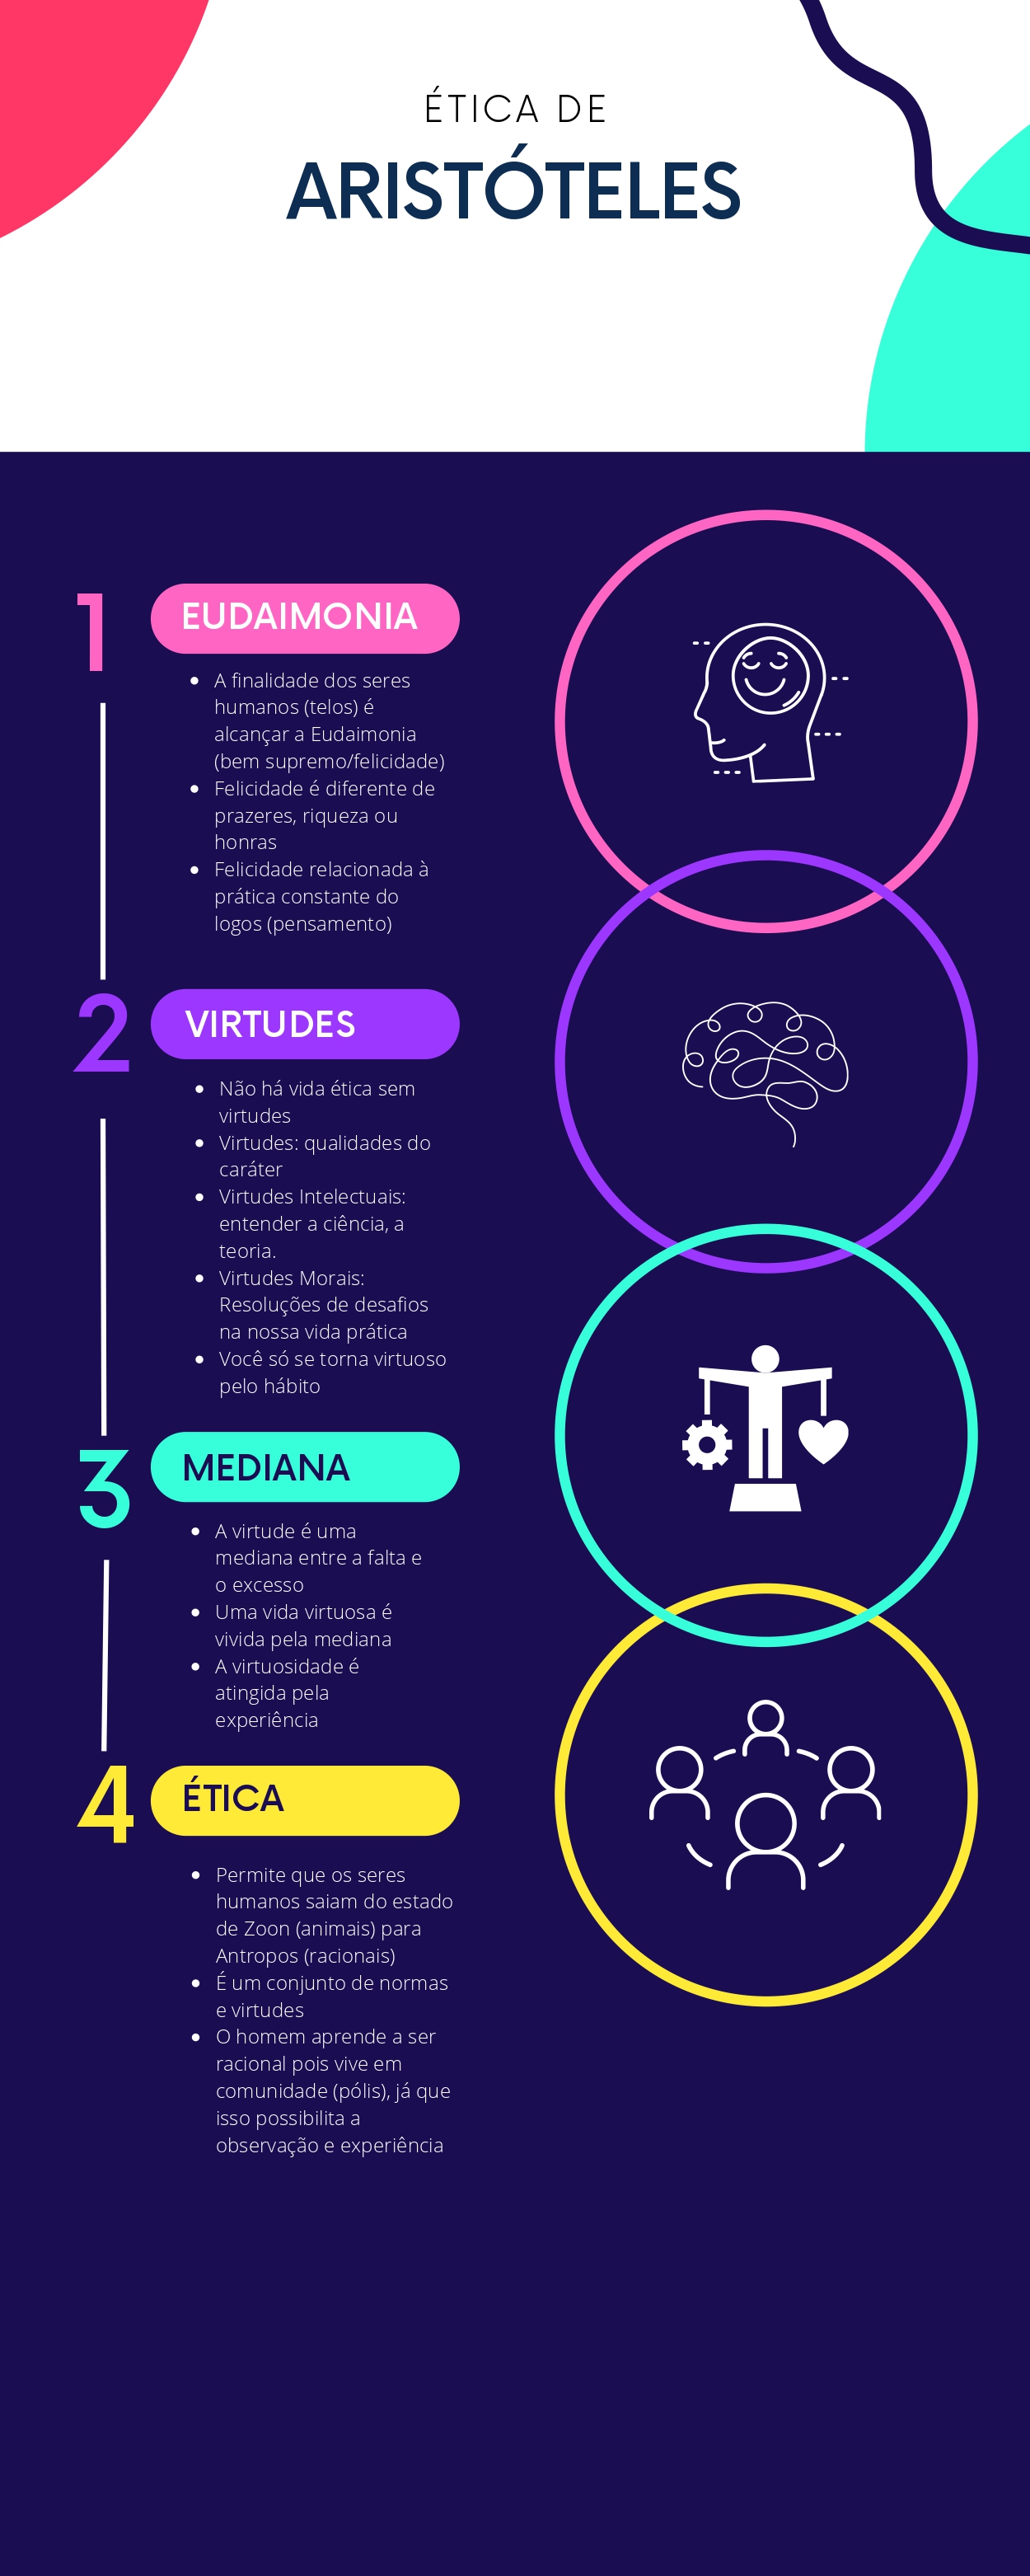 ÉTICA DE
ARISTÓTELES
1
EUDAIMONIA
• A finalidade dos seres
humanos (telos) é
alcançar a Eudaimonia
(bem supremo/felicidade)
• Felicidade é diferente de
prazeres, riqueza ou
honras
• Felicidade relacionada à
prática constante do
logos (pensamento)
2
VIRTUDES
• Não há vida ética sem
virtudes
• Virtudes: qualidades do
caráter
• Virtudes Intelectuais:
entender a ciência, a
teoria.
• Virtudes Morais:
Resoluções de desafios
na nossa vida prática
• Você só se torna virtuoso
pelo hábito
3
MEDIANA
• A virtude é uma
mediana entre a falta e
o excesso
• Uma vida virtuosa é
vivida pela mediana
• A virtuosidade é
atingida pela
experiência
4
ÉTICA
• Permite que os seres
humanos saiam do estado
de Zoon (animais) para
Antropos (racionais)
• É um conjunto de normas
e virtudes
• O homem aprende a ser
racional pois vive em
comunidade (pólis), já que
isso possibilita a
observação e experiência